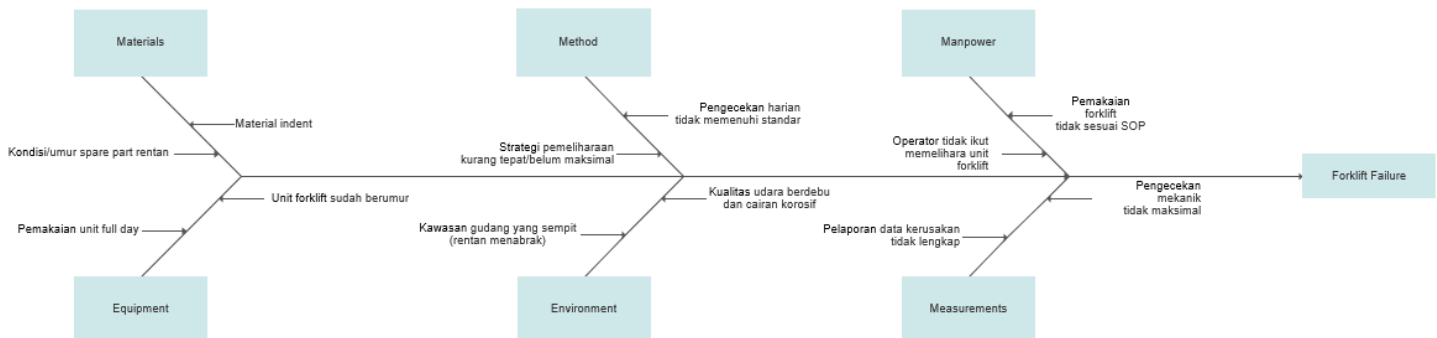 Materials
Method
Manpower
Material indent
Kondisi/umur spare part rentan
Pengecekan harian
tidak memenuhi standar
Strategi pemeliharaan
kurang tepat/belum maksimal
Pemakaian
forklift
tidak sesuai SOP
Operator tidak ikut
memelihara unit
forklift
Forklift Failure
Unit forklift sudah berumur
Pemakaian unit full day
Kualitas udara berdebu
dan cairan korosif
Kawasan gudang yang sempit
(rentan menabrak)
Pengecekan
mekanik
tidak maksimal
Pelaporan data kerusakan
tidak lengkap
Equipment
Environment
Measurements